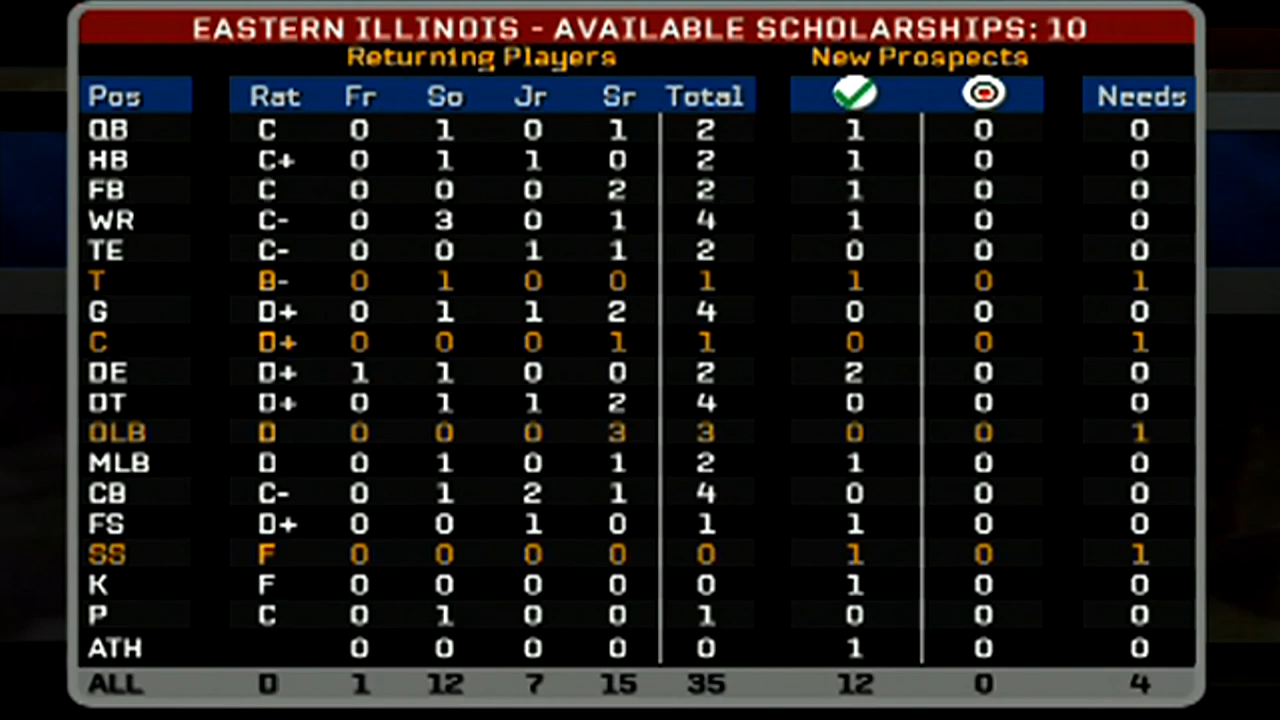 EASTERN ILLINOIS - AVAILABLE SCHOLARSHIPS: 10
Returning Players New Prospects
Pos Rat Fr So Jr Sr Total Needs
QB C 0 1 0 1 2 1 0 0
HB C+ 0 1 1 0 2 1 0 0
FB C 0 0 0 2 2 1 0 0
WR C- 0 3 0 1 4 1 0 0
TE C- 0 0 1 1 2 0 0 0
T B- 0 1 0 0 1 1 0 1
G D+ 0 1 1 2 4 0 0 0
C D+ 0 0 0 1 1 0 0 1
DE D+ 1 1 0 0 2 2 0 0
DT D+ 0 1 1 2 4 0 0 0
OLB D 0 0 0 3 3 0 0 1
MLB D 0 1 0 1 2 1 0 0
CB C- 0 1 2 1 4 0 0 0
FS D+ 0 0 1 0 1 1 0 0
SS F 0 0 0 0 0 1 0 1
K F 0 0 0 0 0 1 0 0
P C 0 1 0 0 1 0 0 0
ATH 0 0 0 0 0 1 0 0
ALL D 1 12 7 15 35 12 0 4